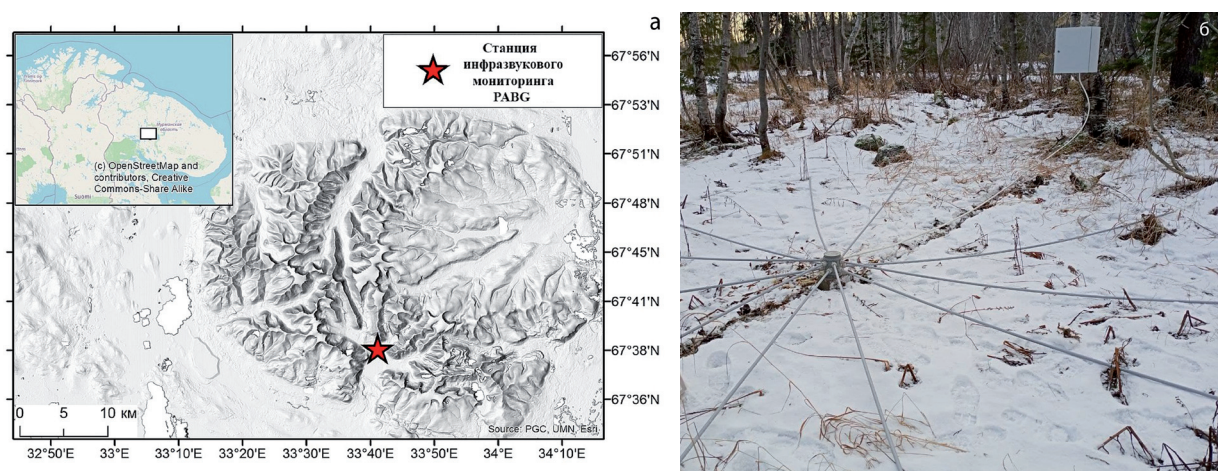 а
Станция
инфразвукового
мониторинга
PABG
(c) OpenStreetMap and
contributors, Creative
Commons-Share Alike
Suomi
67°56'N
67°53'N
67°51'N
67°48'N
67°45'N
67°41'N
67°38'N
67°36'N
0 5 10 км
Source: PGC, UMN, Esri
32°50'E 33°E 33°10'E 33°20'E 33°30'E 33°40'E 33°50'E 34°E 34°10'E
б